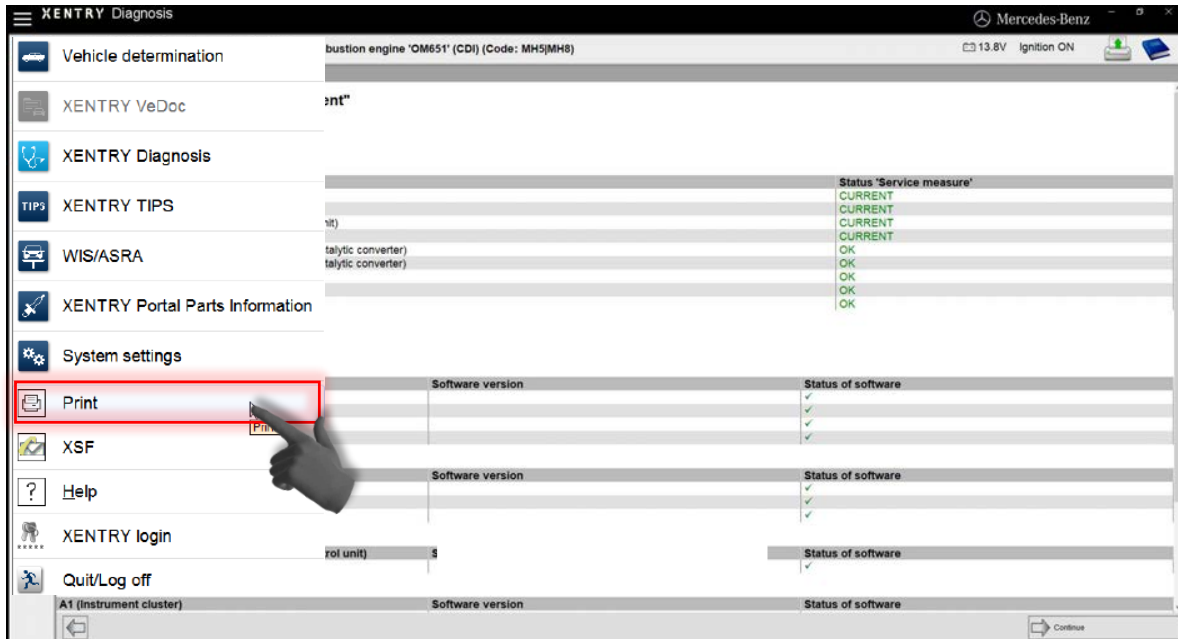 XENTRY Diagnosis
Mercedes-Benz
Vehicle determination
bustion engine 'OM651' (CDI) (Code: MH5|MH8)
13.8V Ignition ON
XENTRY VeDoc
ent"
XENTRY Diagnosis
Status 'Service measure'
CURRENT
TIPS
XENTRY TIPS
CURRENT
nit)
CURRENT
CURRENT
WIS/ASRA
talytic converter)
OK
talytic converter)
OK
OK
OK
XENTRY Portal Parts Information
OK
System settings
Software version
Status of software
Print
XSF
Software version
Status of software
? Help
XENTRY login
rol unit)
S
Status of software
Quit/Log off
A1 (Instrument cluster)
Software version
Status of software
Continue